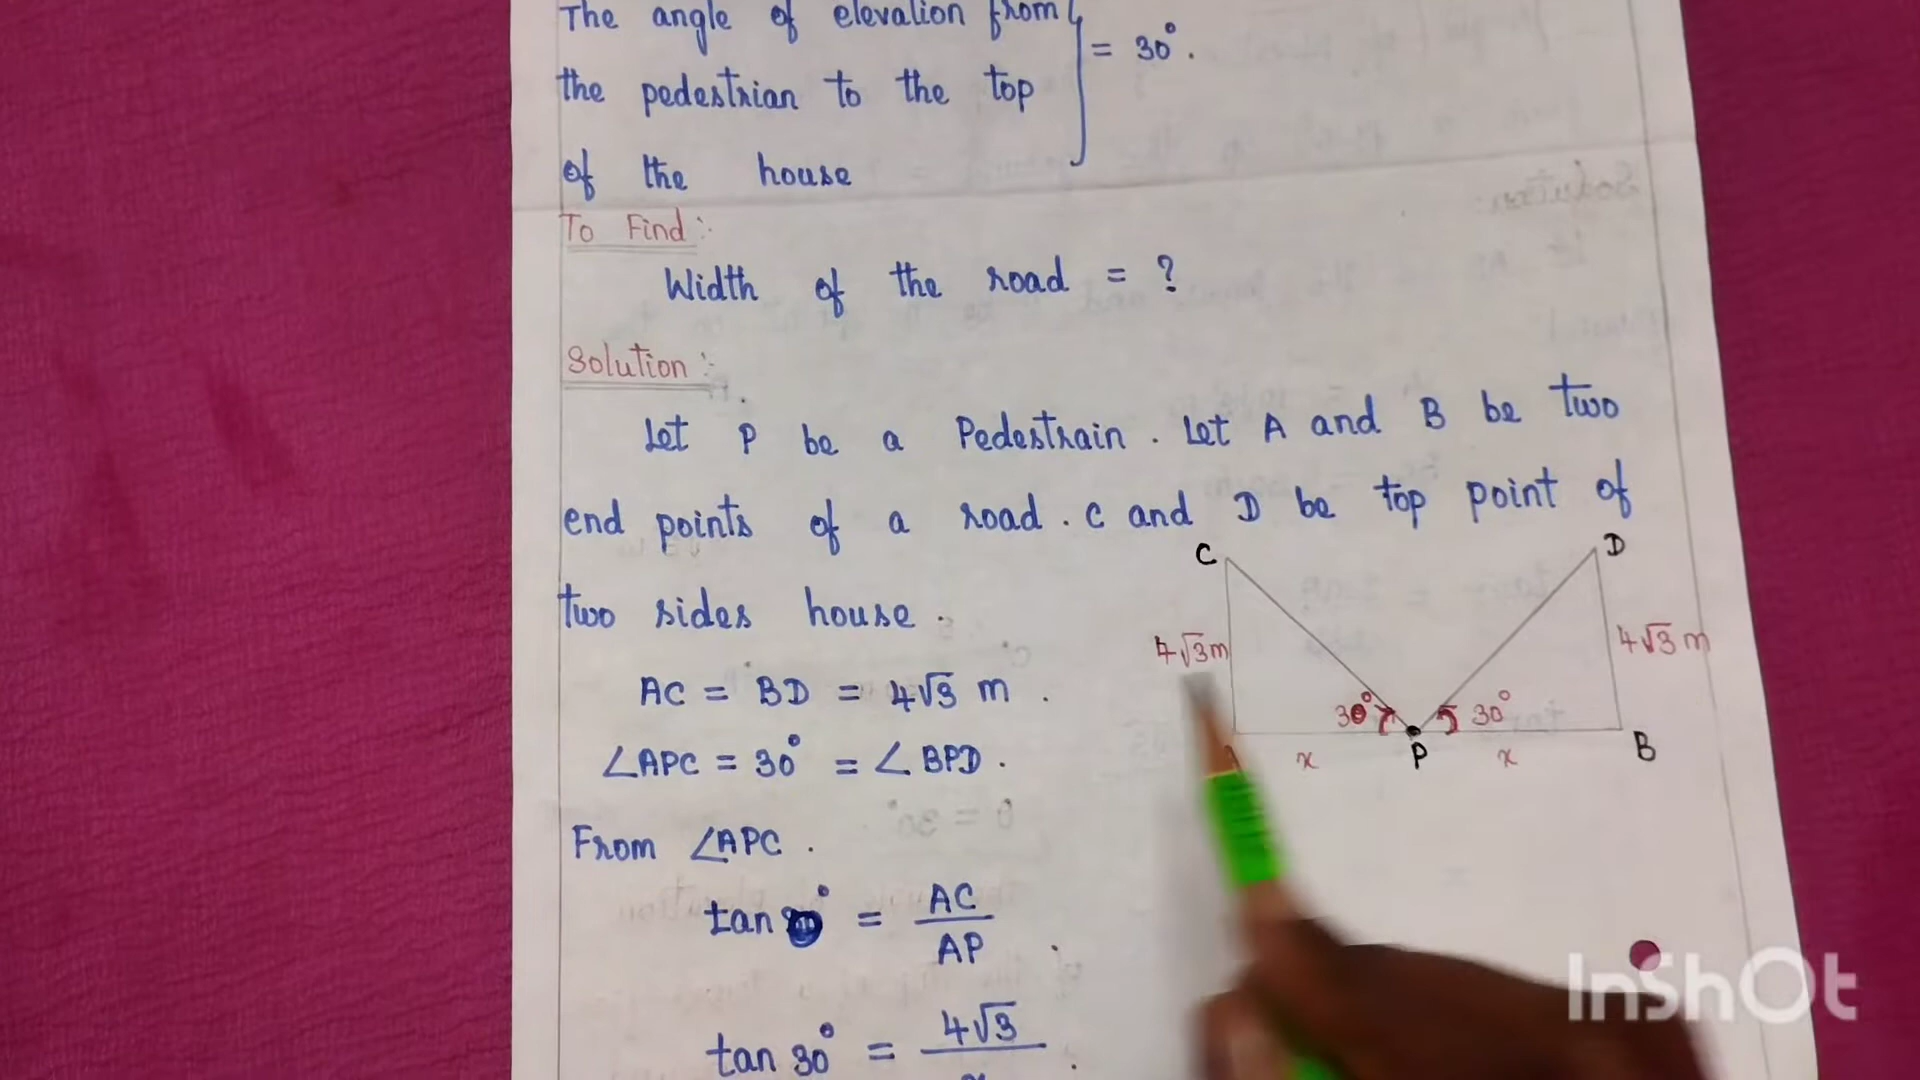 The angle of elevation from
the pedestrian to the top
of the house
= 30°.
To Find :-
Width of the road = ?
Solution :-
Let P be a Pedestrain . Let A and B be two
end points of a road . C and D be top point of
two sides house .
AC = BD = 4√3 m .
∠APC = 30° = ∠BPD .
From ∠APC .
tan ° = AC / AP
tan 30° = 4√3
C
D
4√3m
4√3 m
30°
30°
x
P
x
B
InShOt